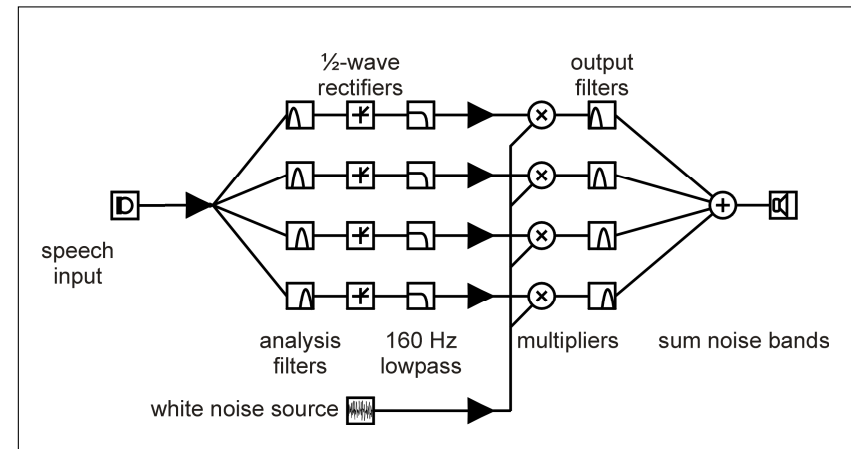 ½-wave
rectifiers
output
filters
speech
input
analysis
filters
160 Hz
lowpass
multipliers
sum noise bands
white noise source